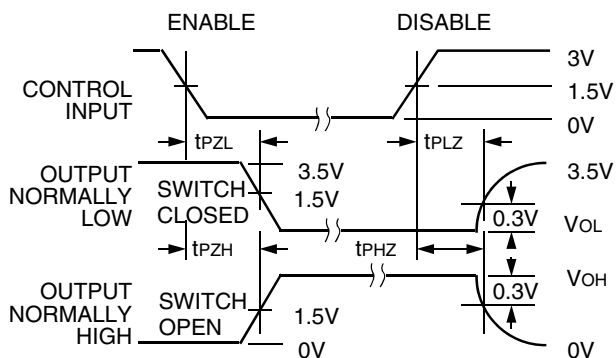 ENABLE DISABLE
3V
CONTROL
INPUT
1.5V
0V
tPZL tPLZ
OUTPUT
NORMALLY
LOW
SWITCH
CLOSED
3.5V
1.5V
3.5V
0.3V
VOL
tPZH tPHZ
OUTPUT
NORMALLY
HIGH
SWITCH
OPEN
1.5V
0V
VOH
0.3V
0V